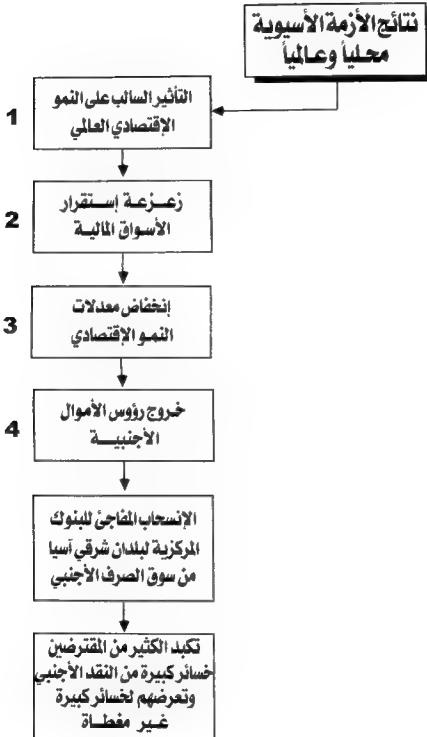 نتائج الأزمة الأسيوية
محلياً وعالمياً
1
التأثير السالب على النمو
الإقتصادي العالمي
2
زعزعة إستقرار
الأسواق المالية
3
إنخفاض معدلات
النمو الإقتصادي
4
خروج رؤوس الأموال
الأجنبية
الإنسحاب المفاجئ للبنوك
المركزية لبلدان شرقي آسيا
من سوق الصرف الأجنبي
تكبد الكثير من المقترضين
خسائر كبيرة من النقد الأجنبي
وتعرضهم لخسائر كبيرة
غير مغطاة